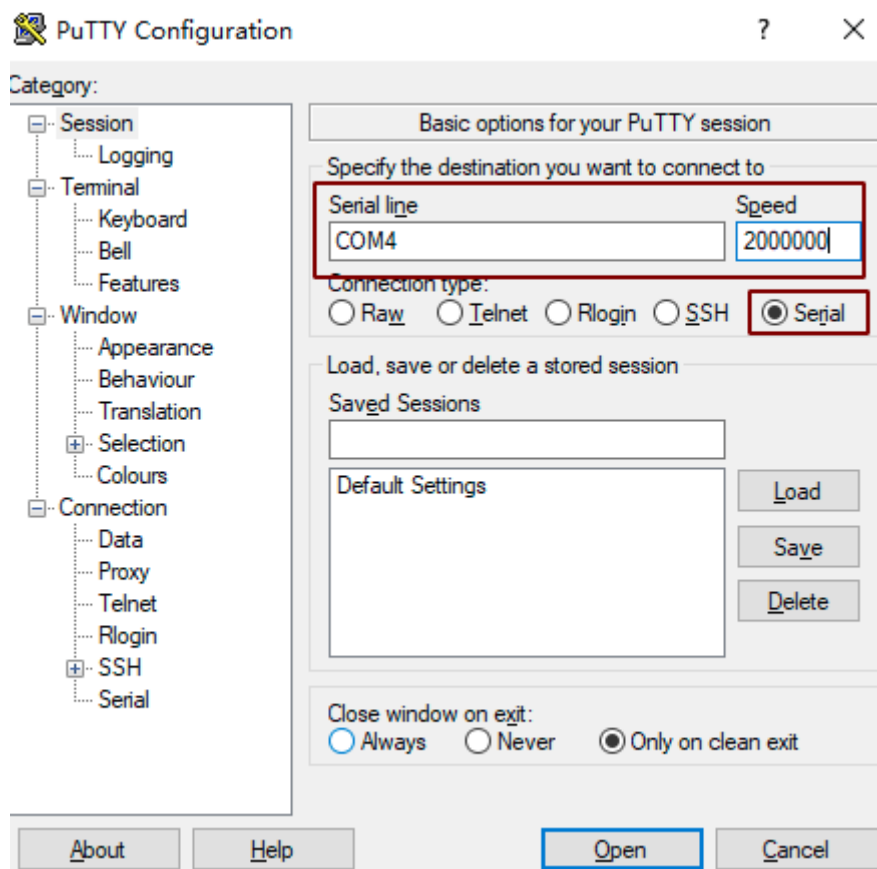 PuTTY Configuration
?
Category:
Session
Logging
Terminal
Keyboard
Bell
Features
Window
Appearance
Behaviour
Translation
Selection
Colours
Connection
Data
Proxy
Telnet
Rlogin
SSH
Serial
Basic options for your PuTTY session
Specify the destination you want to connect to
Serial line Speed
COM4 2000000
Connection type:
Raw Telnet Rlogin SSH Serial
Load, save or delete a stored session
Saved Sessions
Default Settings
Load
Save
Delete
Close window on exit:
Always Never Only on clean exit
About Help Open Cancel